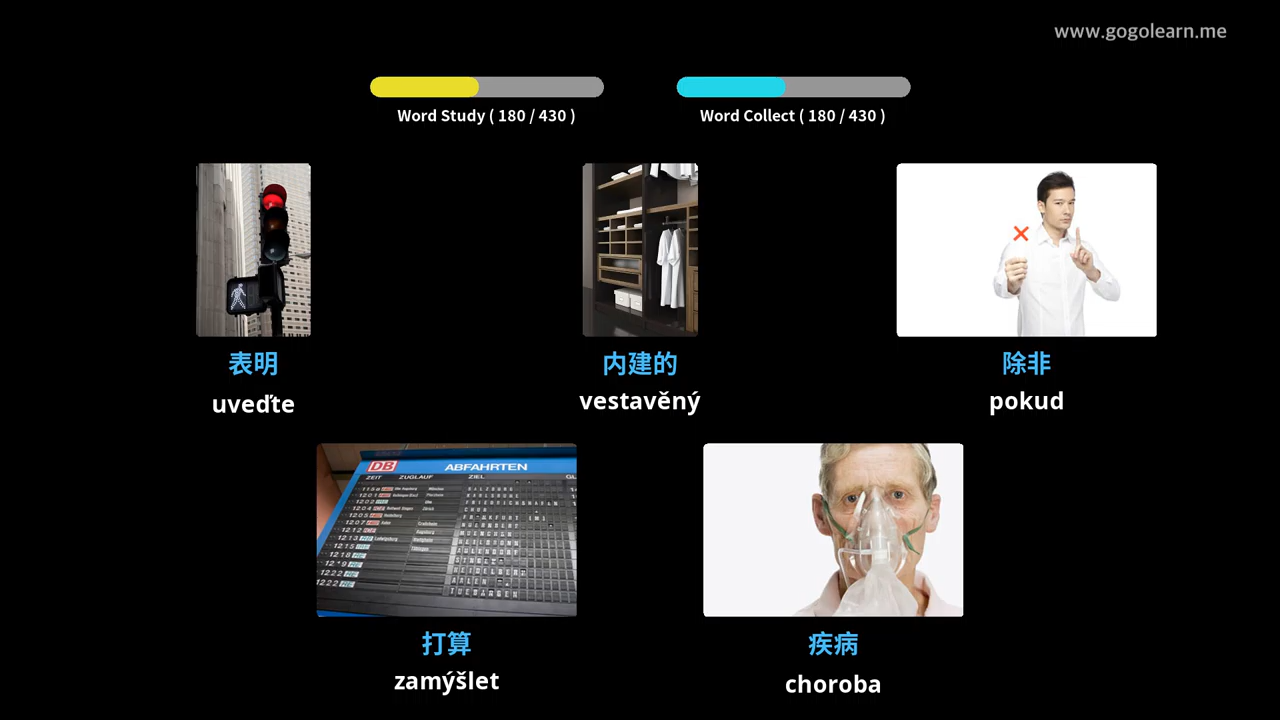 www.gogolearn.me
Word Study ( 180 / 430 )
Word Collect ( 180 / 430 )
表明
uveďte
内建的
vestavěný
除非
pokud
DB ABFAHRTEN
ZEIT ZUGLAUF ZIEL
打算
zamýšlet
疾病
choroba